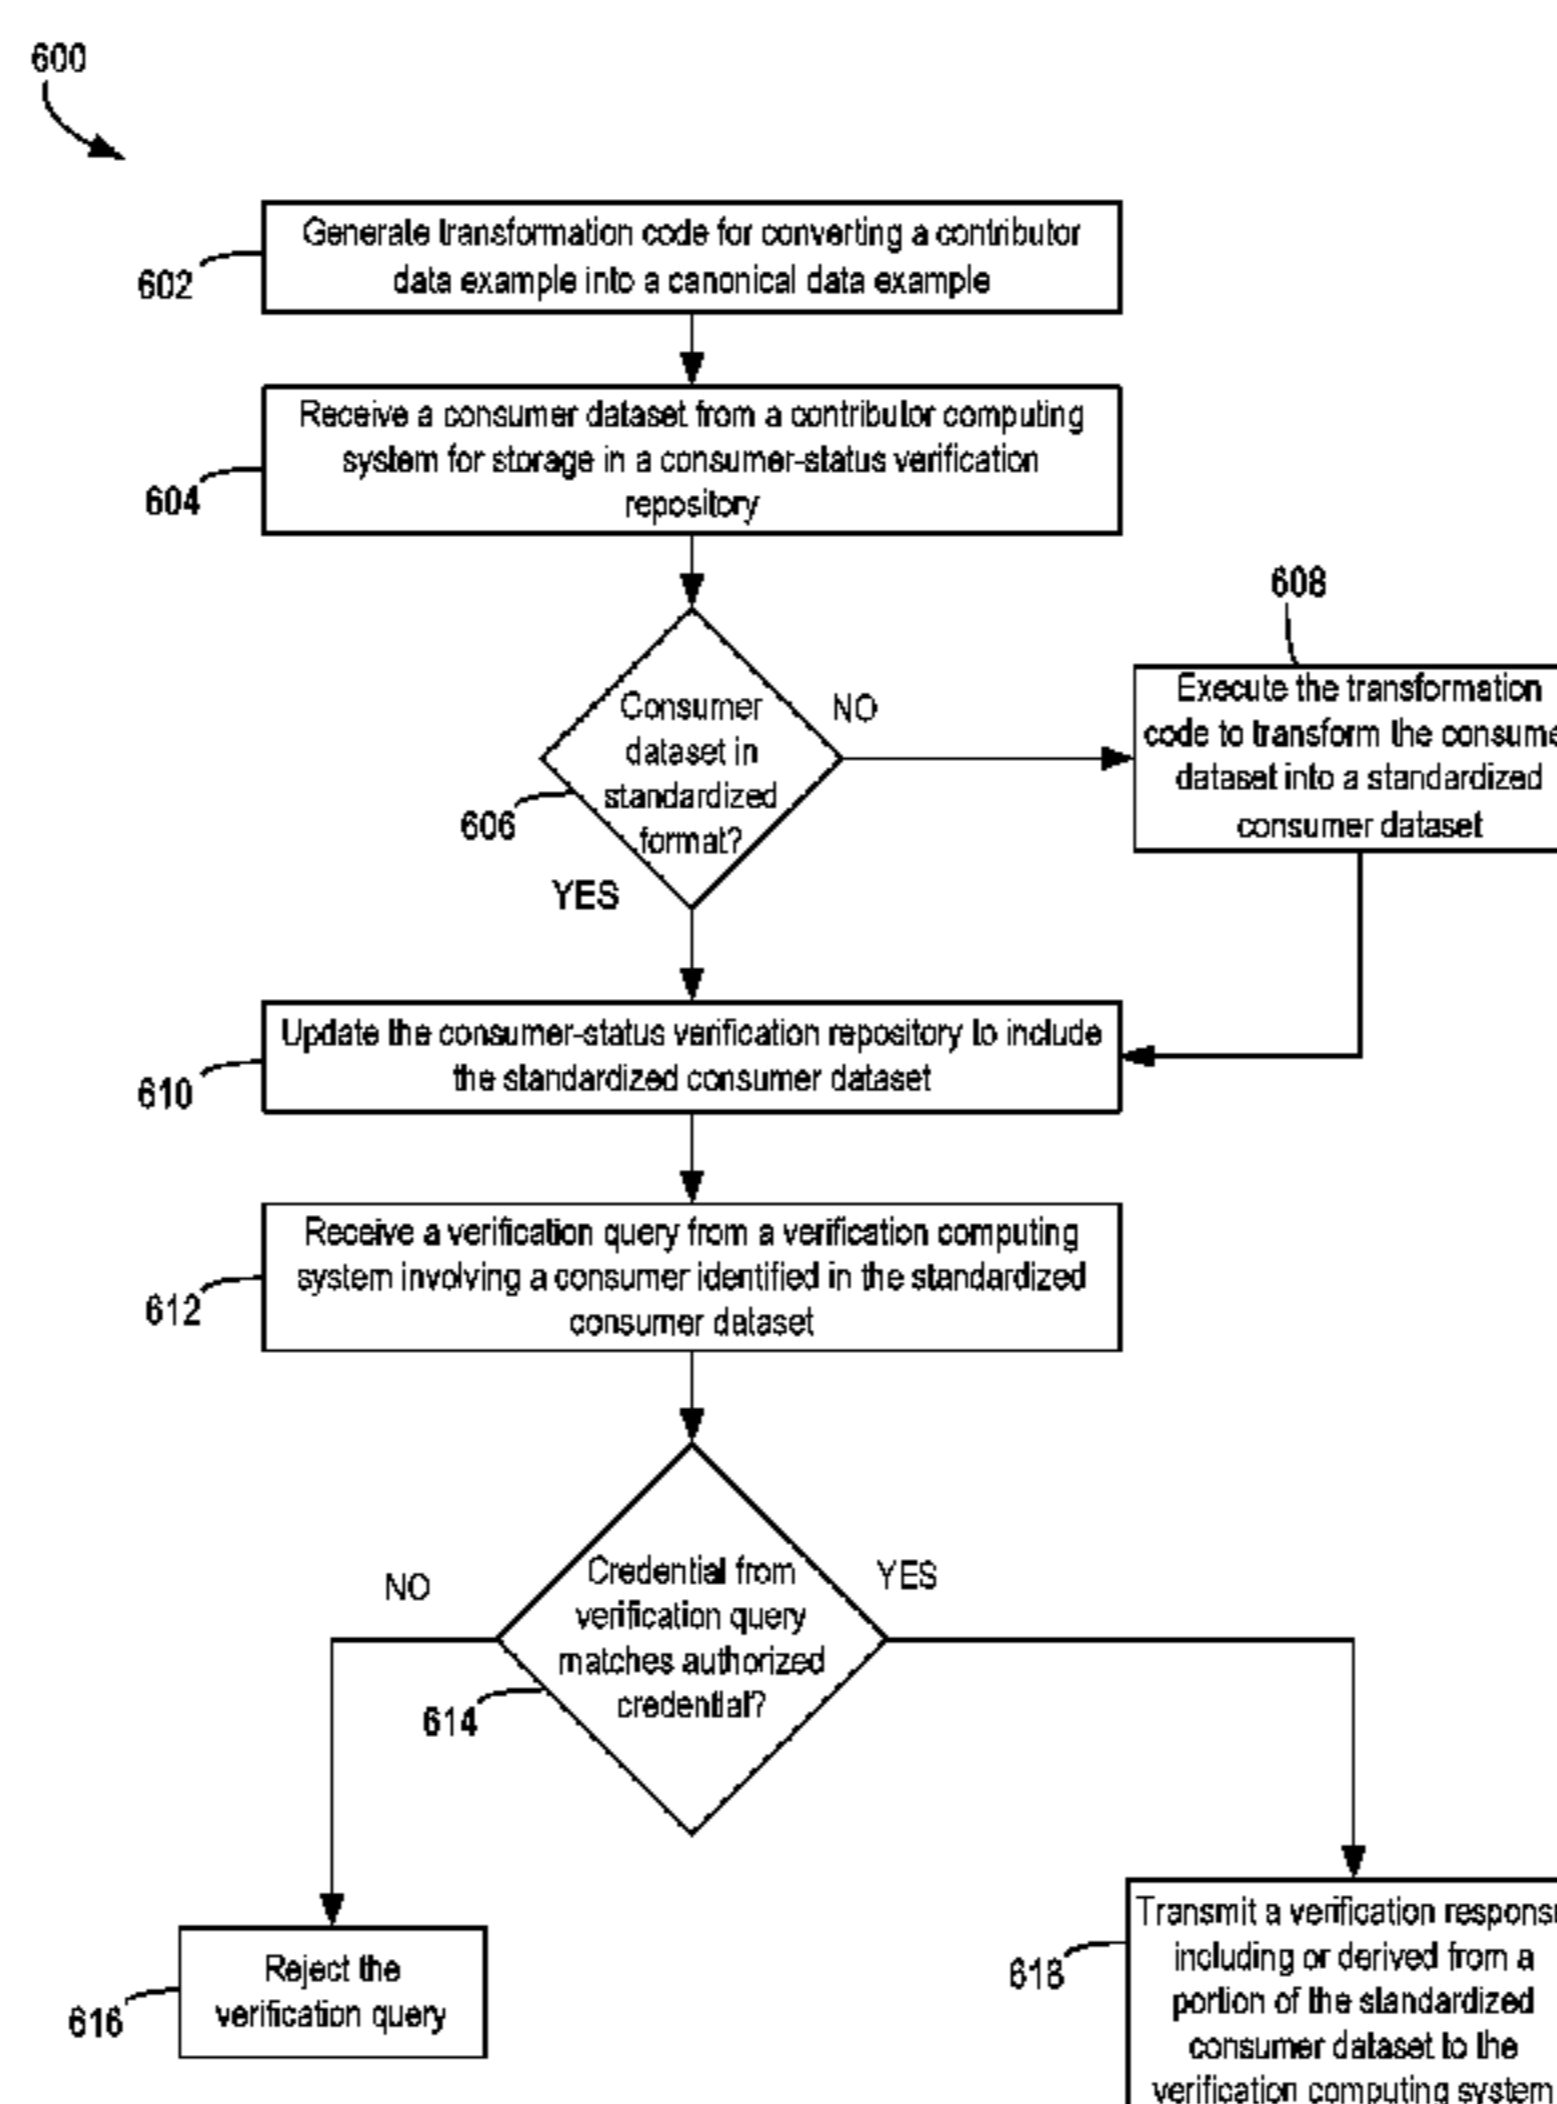 600
Generate transformation code for converting a contributor
data example into a canonical data example
602
Receive a consumer dataset from a contributor computing
system for storage in a consumer-status verification
repository
604
608
Consumer
dataset in
standardized
format?
NO
606
YES
Execute the transformation
code to transform the consume
dataset into a standardized
consumer dataset
Update the consumer-status verification repository to include
the standardized consumer dataset
610
Receive a verification query from a verification computing
system involving a consumer identified in the standardized
consumer dataset
612
NO
Credential from
verification query
matches authorized
credential?
YES
614
Reject the
verification query
616
Transmit a verification respons
including or derived from a
portion of the standardized
consumer dataset to the
verification computing system
618